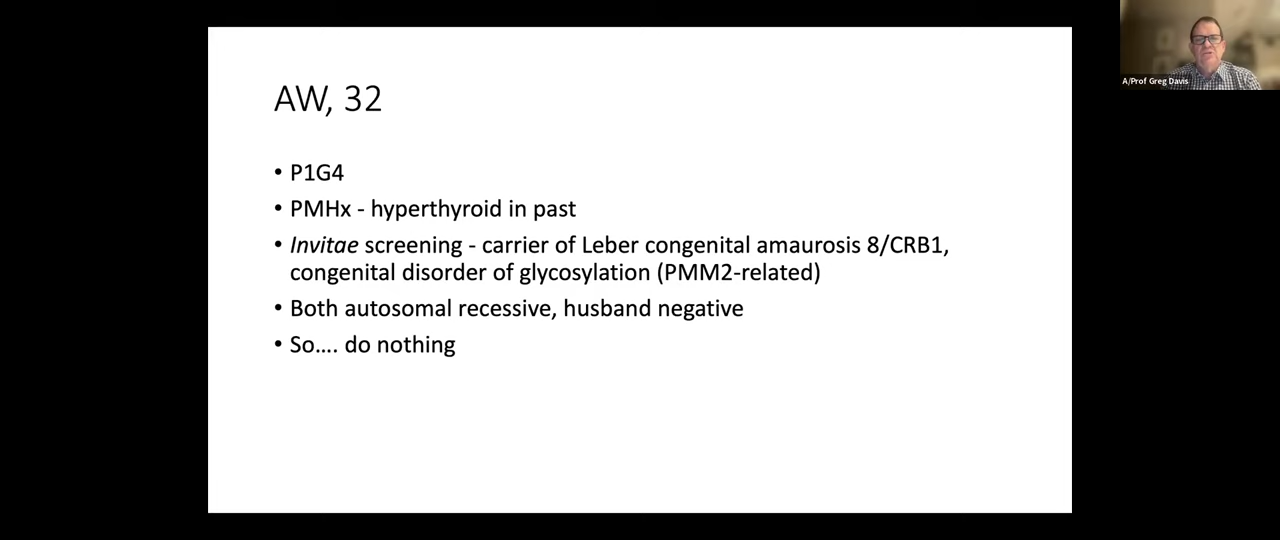 AW, 32
• P1G4
• PMHx - hyperthyroid in past
• Invitae screening - carrier of Leber congenital amaurosis 8/CRB1,
congenital disorder of glycosylation (PMM2-related)
• Both autosomal recessive, husband negative
• So…. do nothing
A/Prof Greg Davis